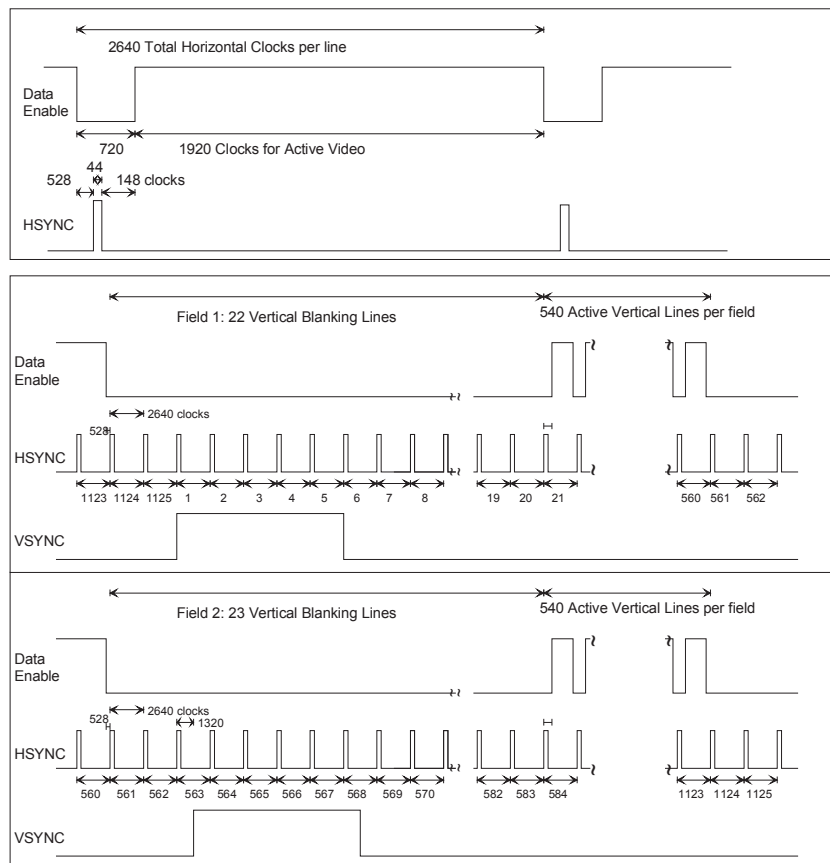 2640 Total Horizontal Clocks per line
Data
Enable
720
1920 Clocks for Active Video
44
528
148 clocks
HSYNC
Field 1: 22 Vertical Blanking Lines
540 Active Vertical Lines per field
Data
Enable
2640 clocks
528
HSYNC
1123 1124 1125 1 2 3 4 5 6 7 8 19 20 21 560 561 562
VSYNC
Field 2: 23 Vertical Blanking Lines
540 Active Vertical Lines per field
Data
Enable
2640 clocks
528
1320
HSYNC
560 561 562 563 564 565 566 567 568 569 570 582 583 584 1123 1124 1125
VSYNC